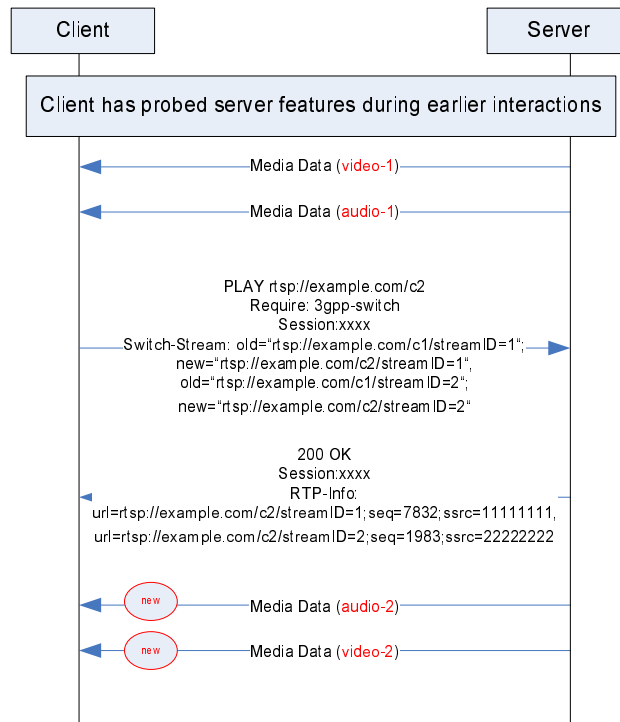 Client
Server
Client has probed server features during earlier interactions
Media Data (video-1)
Media Data (audio-1)
PLAY rtsp://example.com/c2
Require: 3gpp-switch
Session:xxxx
Switch-Stream: old=“rtsp://example.com/c1/streamID=1“;
new=“rtsp://example.com/c2/streamID=1“,
old=“rtsp://example.com/c1/streamID=2“;
new=“rtsp://example.com/c2/streamID=2“
200 OK
Session:xxxx
RTP-Info:
url=rtsp://example.com/c2/streamID=1;seq=7832;ssrc=11111111,
url=rtsp://example.com/c2/streamID=2;seq=1983;ssrc=22222222
new
Media Data (audio-2)
new
Media Data (video-2)